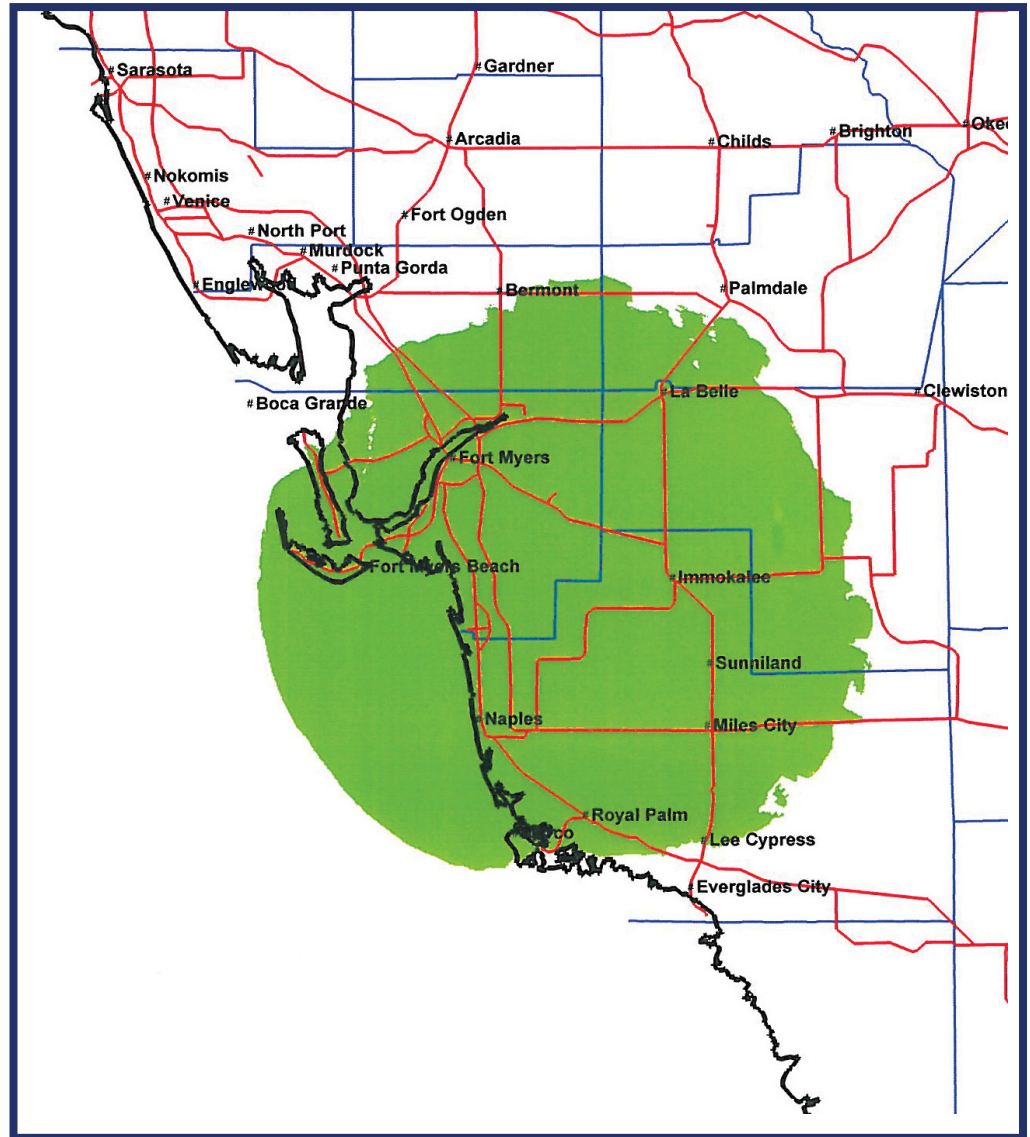 #Sarasota
#Gardner
#Arcadia
#Childs
#Brighton
#Nokomis
#Venice
#Fort Ogden
#North Port
#Murdock
#Punta Gorda
#Bermont
#Palmdale
#La Belle
#Clewiston
#Boca Grande
#Fort Myers
Fort Myers Beach
#Immokalee
#Sunniland
#Naples
#Miles City
#Royal Palm
#Lee Cypress
#Everglades City